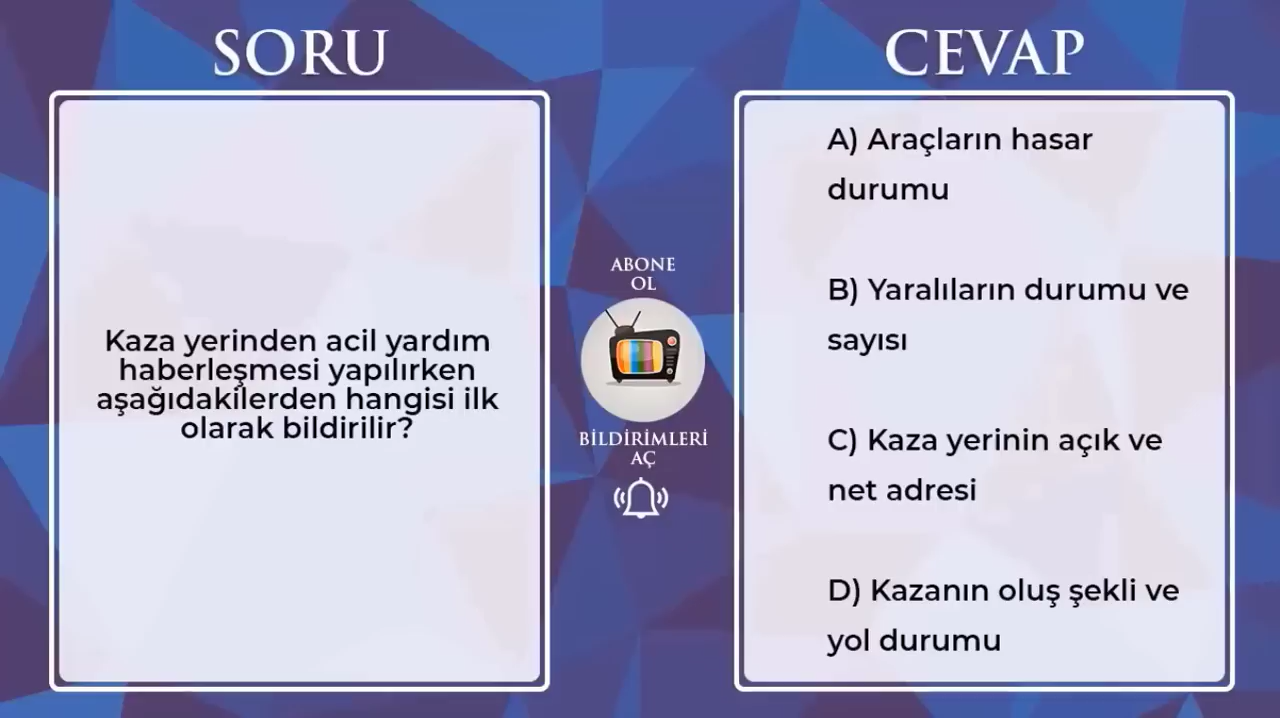 SORU
Kaza yerinden acil yardım
haberleşmesi yapılırken
aşağıdakilerden hangisi ilk
olarak bildirilir?
ABONE
OL
BİLDİRİMLERİ
AÇ
CEVAP
A) Araçların hasar
durumu
B) Yaralıların durumu ve
sayısı
C) Kaza yerinin açık ve
net adresi
D) Kazanın oluş şekli ve
yol durumu